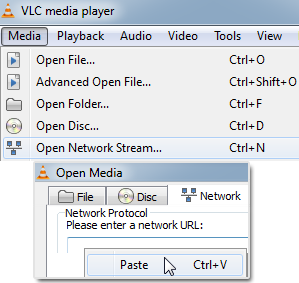 VLC media player
Media Playback Audio Video Tools View
Open File... Ctrl+O
Advanced Open File... Ctrl+Shift+O
Open Folder... Ctrl+F
Open Disc... Ctrl+D
Open Network Stream... Ctrl+N
Open Media
File Disc Network
Network Protocol
Please enter a network URL:
Paste Ctrl+V